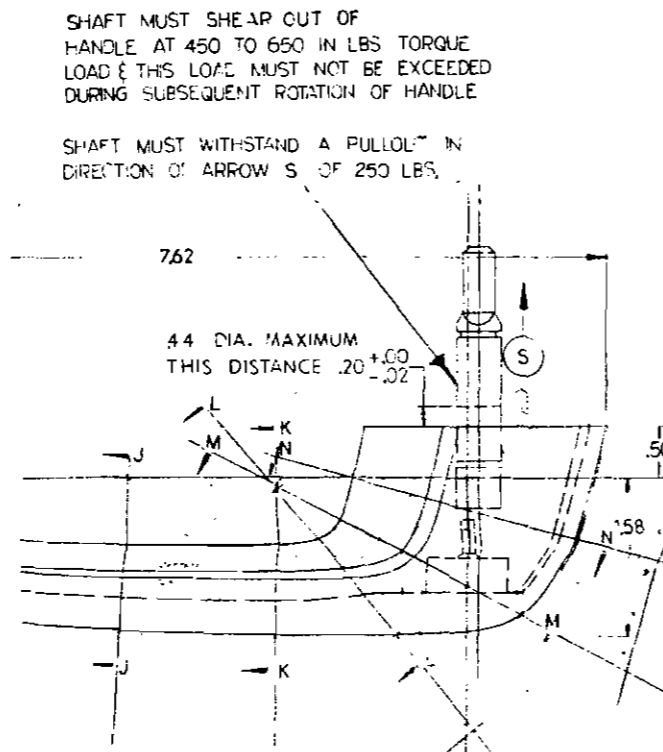 SHAFT MUST SHEAR OUT OF
HANDLE AT 450 TO 650 IN LBS TORQUE
LOAD & THIS LOAD MUST NOT BE EXCEEDED
DURING SUBSEQUENT ROTATION OF HANDLE
SHAFT MUST WITHSTAND A PULLOUT IN
DIRECTION OF ARROW S OF 250 LBS.
7.62
.44 DIA. MAXIMUM
THIS DISTANCE .20 +.00
-.02
S
L
K
M
N
J
.50
N
1.58
M
J
K
L